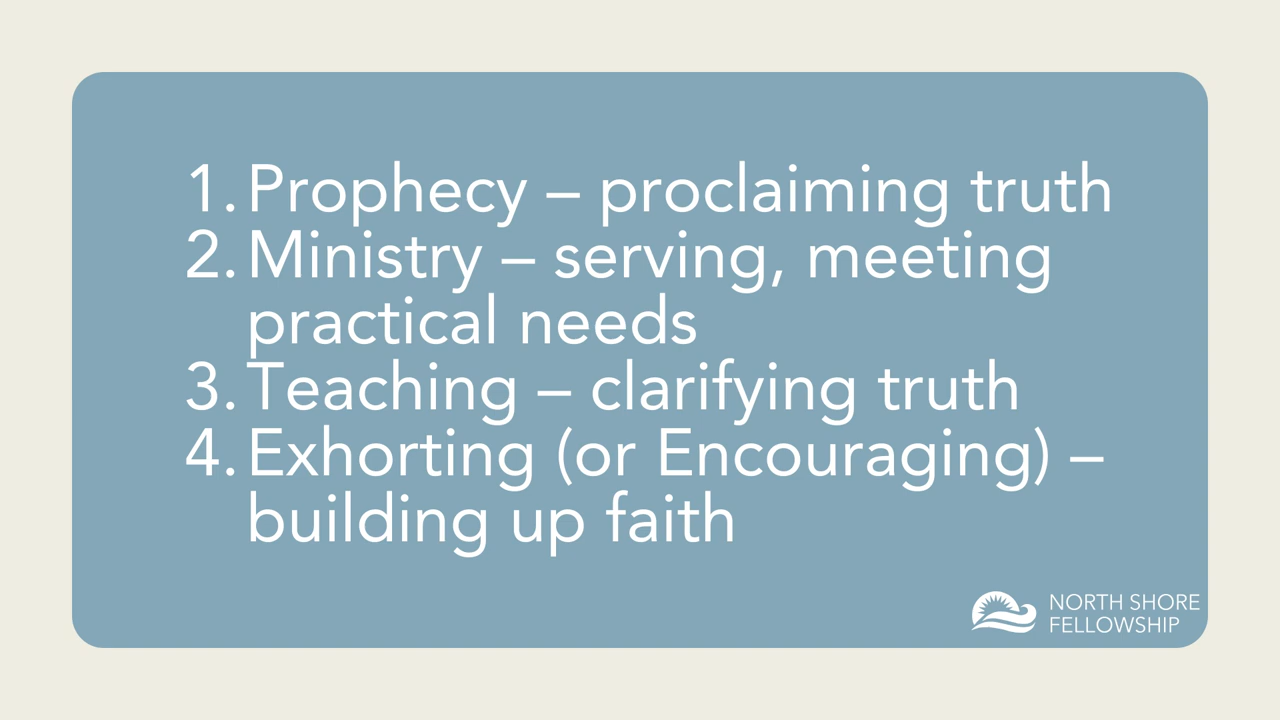 1. Prophecy – proclaiming truth
2. Ministry – serving, meeting
practical needs
3. Teaching – clarifying truth
4. Exhorting (or Encouraging) –
building up faith
NORTH SHORE
FELLOWSHIP